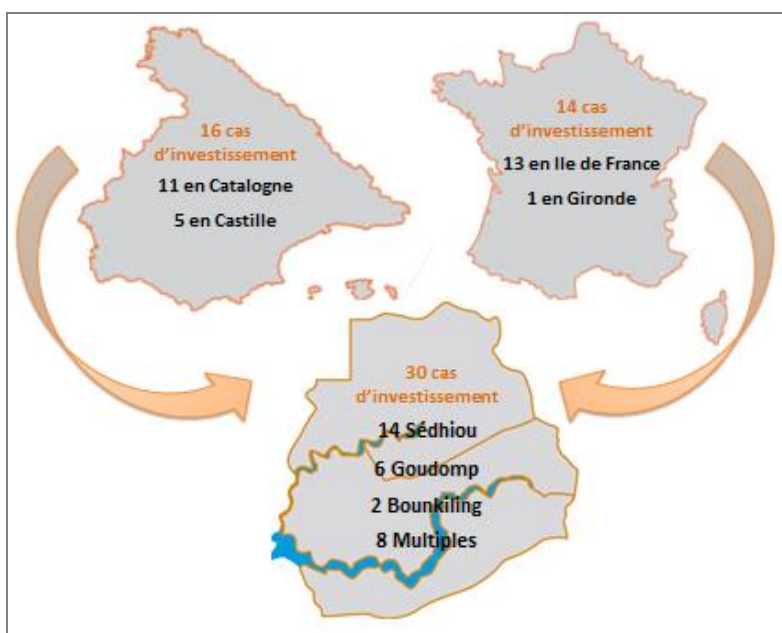 16 cas
d'investissement
11 en Catalogne
5 en Castille
14 cas
d'investissement
13 en Ile de France
1 en Gironde
30 cas
d'investissement
14 Sédhiou
6 Goudomp
2 Bounkiling
8 Multiples